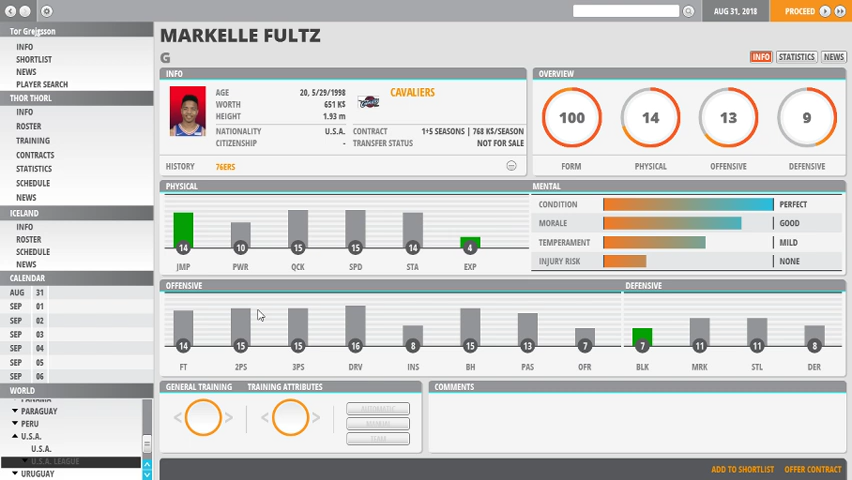 AUG 31, 2018
PROCEED
Tor Grejgsson
INFO
SHORTLIST
NEWS
PLAYER SEARCH
THOR THORL
INFO
ROSTER
TRAINING
CONTRACTS
STATISTICS
SCHEDULE
NEWS
ICELAND
INFO
ROSTER
SCHEDULE
NEWS
CALENDAR
AUG 31
SEP 01
SEP 02
SEP 03
SEP 04
SEP 05
SEP 06
WORLD
PANAMA
PARAGUAY
PERU
U.S.A.
U.S.A.
U.S.A. LEAGUE
URUGUAY
MARKELLE FULTZ
G
INFO STATISTICS NEWS
INFO
AGE 20, 5/29/1998
WORTH 651 K$
HEIGHT 1.93 m
NATIONALITY U.S.A.
CITIZENSHIP -
CAVALIERS
CONTRACT 1+5 SEASONS | 768 K$/SEASON
TRANSFER STATUS NOT FOR SALE
HISTORY 76ERS
OVERVIEW
100 14 13 9
FORM PHYSICAL OFFENSIVE DEFENSIVE
PHYSICAL
14 10 15 15 14 4
JMP PWR QCK SPD STA EXP
MENTAL
CONDITION PERFECT
MORALE GOOD
TEMPERAMENT MILD
INJURY RISK NONE
OFFENSIVE
14 15 15 16 8 15 13 7
FT 2PS 3PS DRV INS BH PAS OFR
DEFENSIVE
7 11 11 8
BLK MRK STL DER
GENERAL TRAINING TRAINING ATTRIBUTES
COMMENTS
ADD TO SHORTLIST OFFER CONTRACT